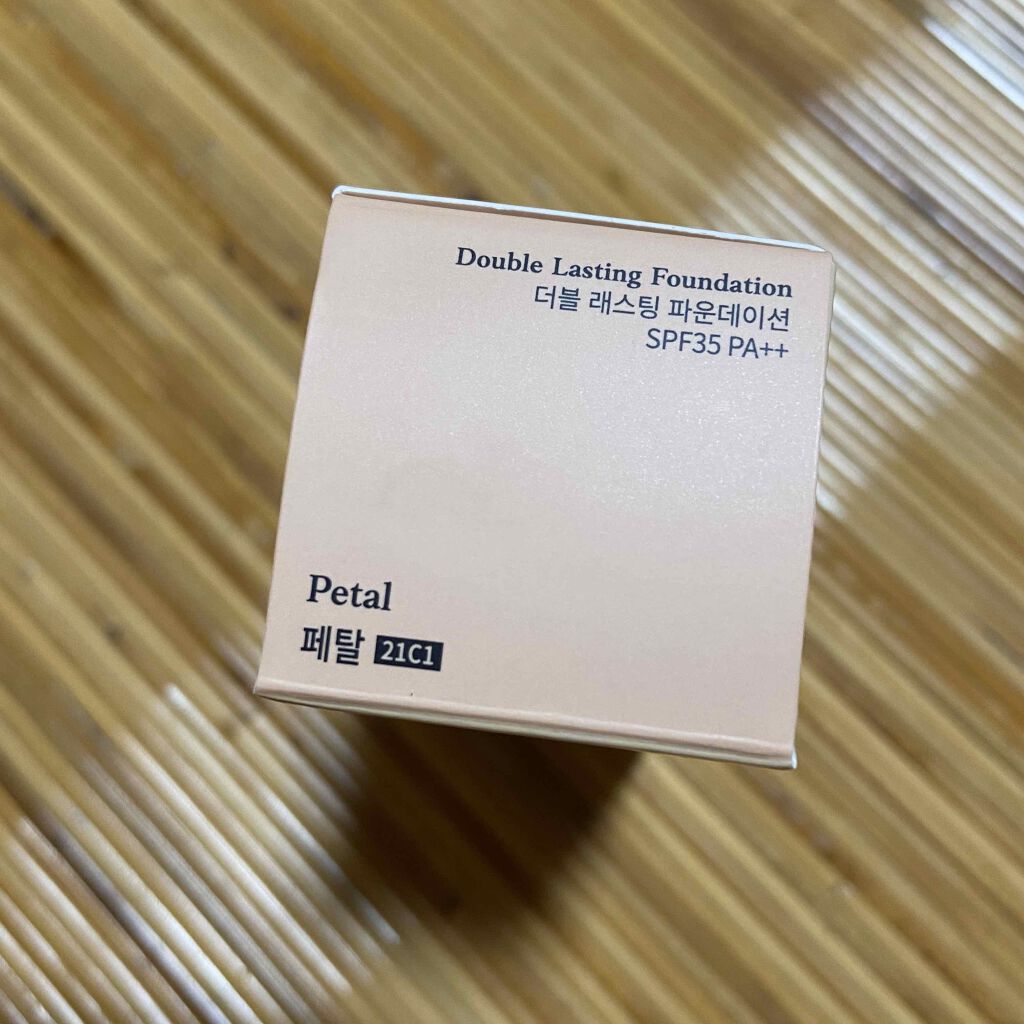 Double Lasting Foundation
더블 래스팅 파운데이션
SPF35 PA++
Petal
페탈 21C1